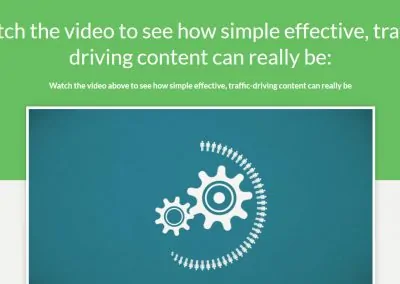 tch the video to see how simple effective, tra
driving content can really be:
Watch the video above to see how simple effective, traffic-driving content can really be